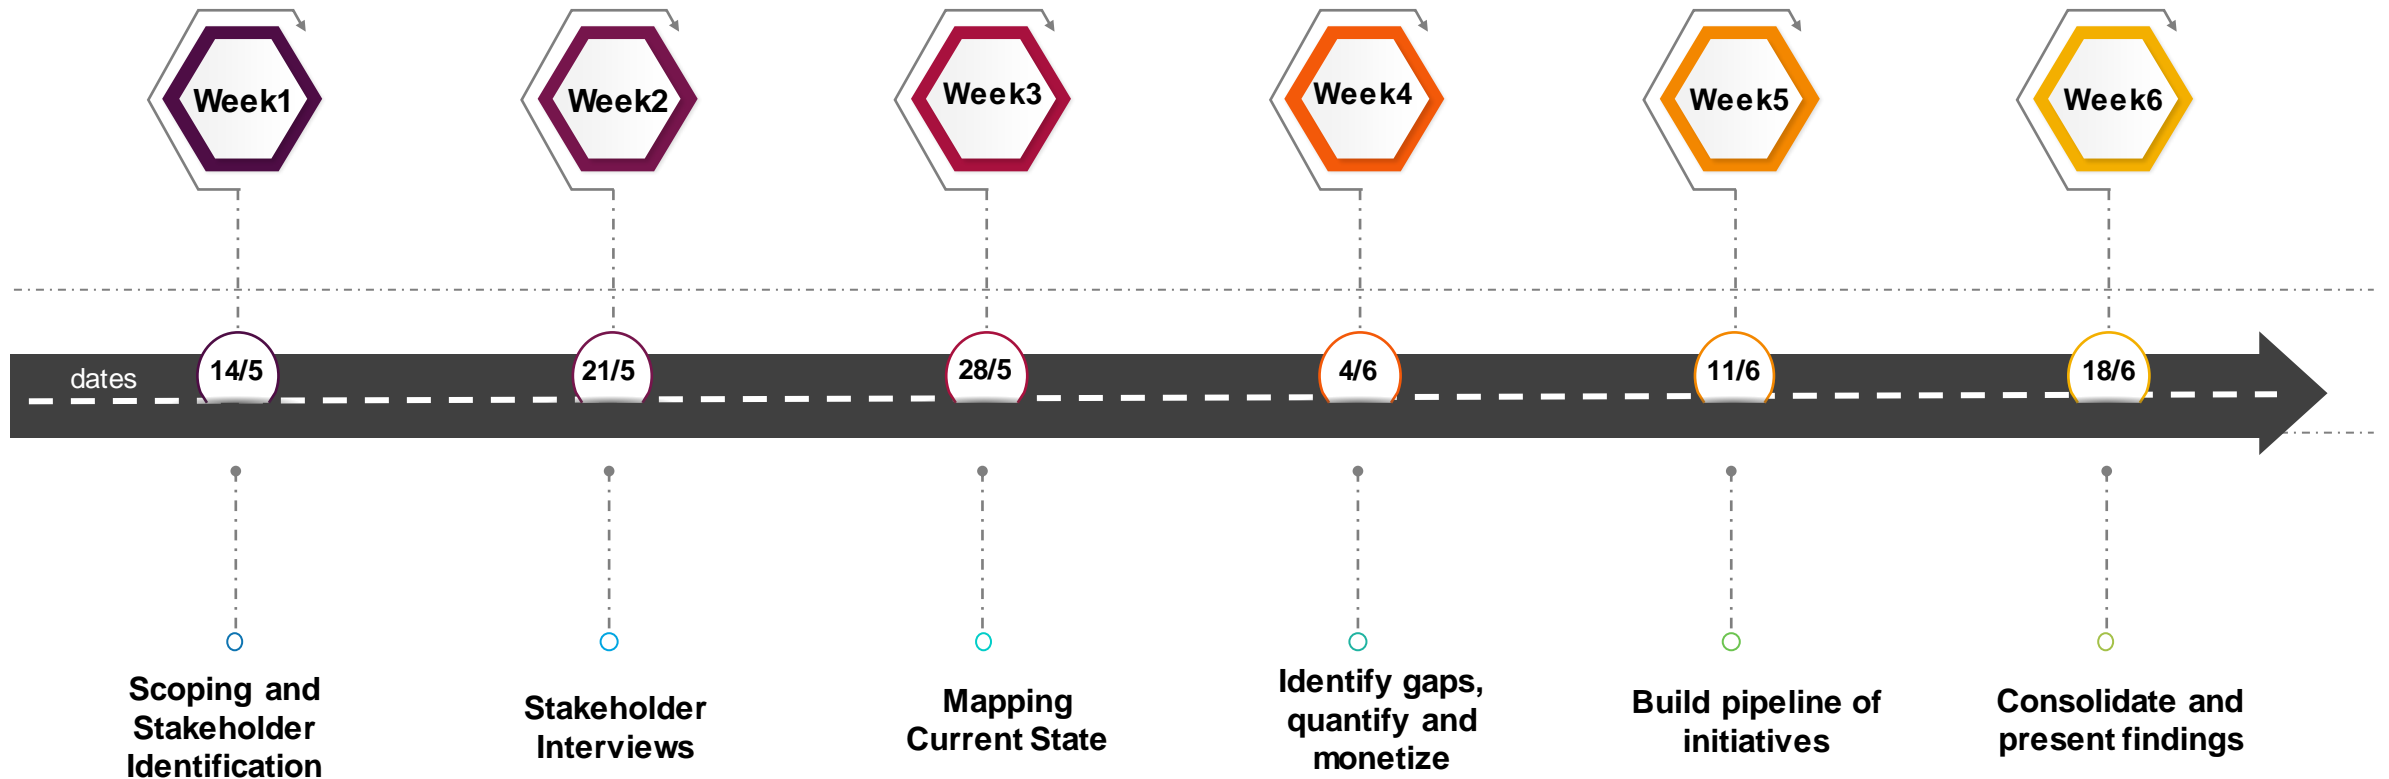 Week1
Week2
Week3
Week4
Week5
Week6
dates
14/5
21/5
28/5
4/6
11/6
18/6
Scoping and
Stakeholder
Identification
Stakeholder
Interviews
Mapping
Current State
Identify gaps,
quantify and
monetize
Build pipeline of
initiatives
Consolidate and
present findings